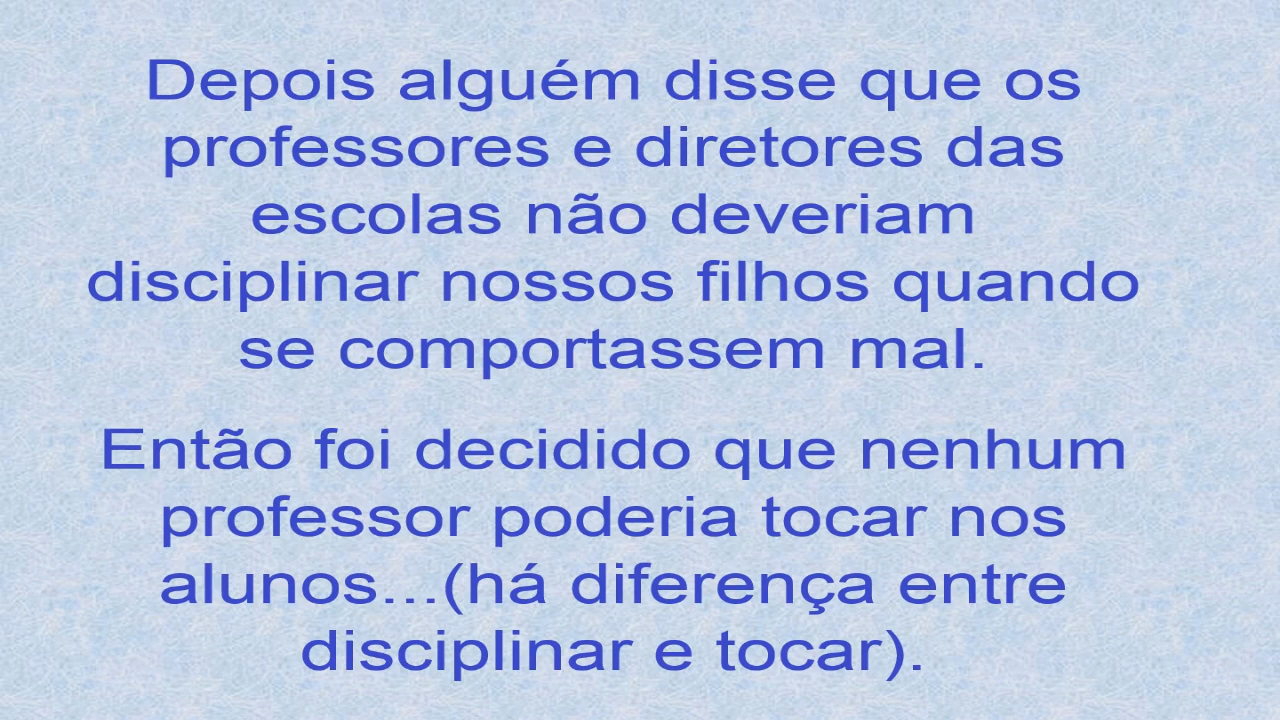 Depois alguém disse que os
professores e diretores das
escolas não deveriam
disciplinar nossos filhos quando
se comportassem mal.
Então foi decidido que nenhum
professor poderia tocar nos
alunos...(há diferença entre
disciplinar e tocar).